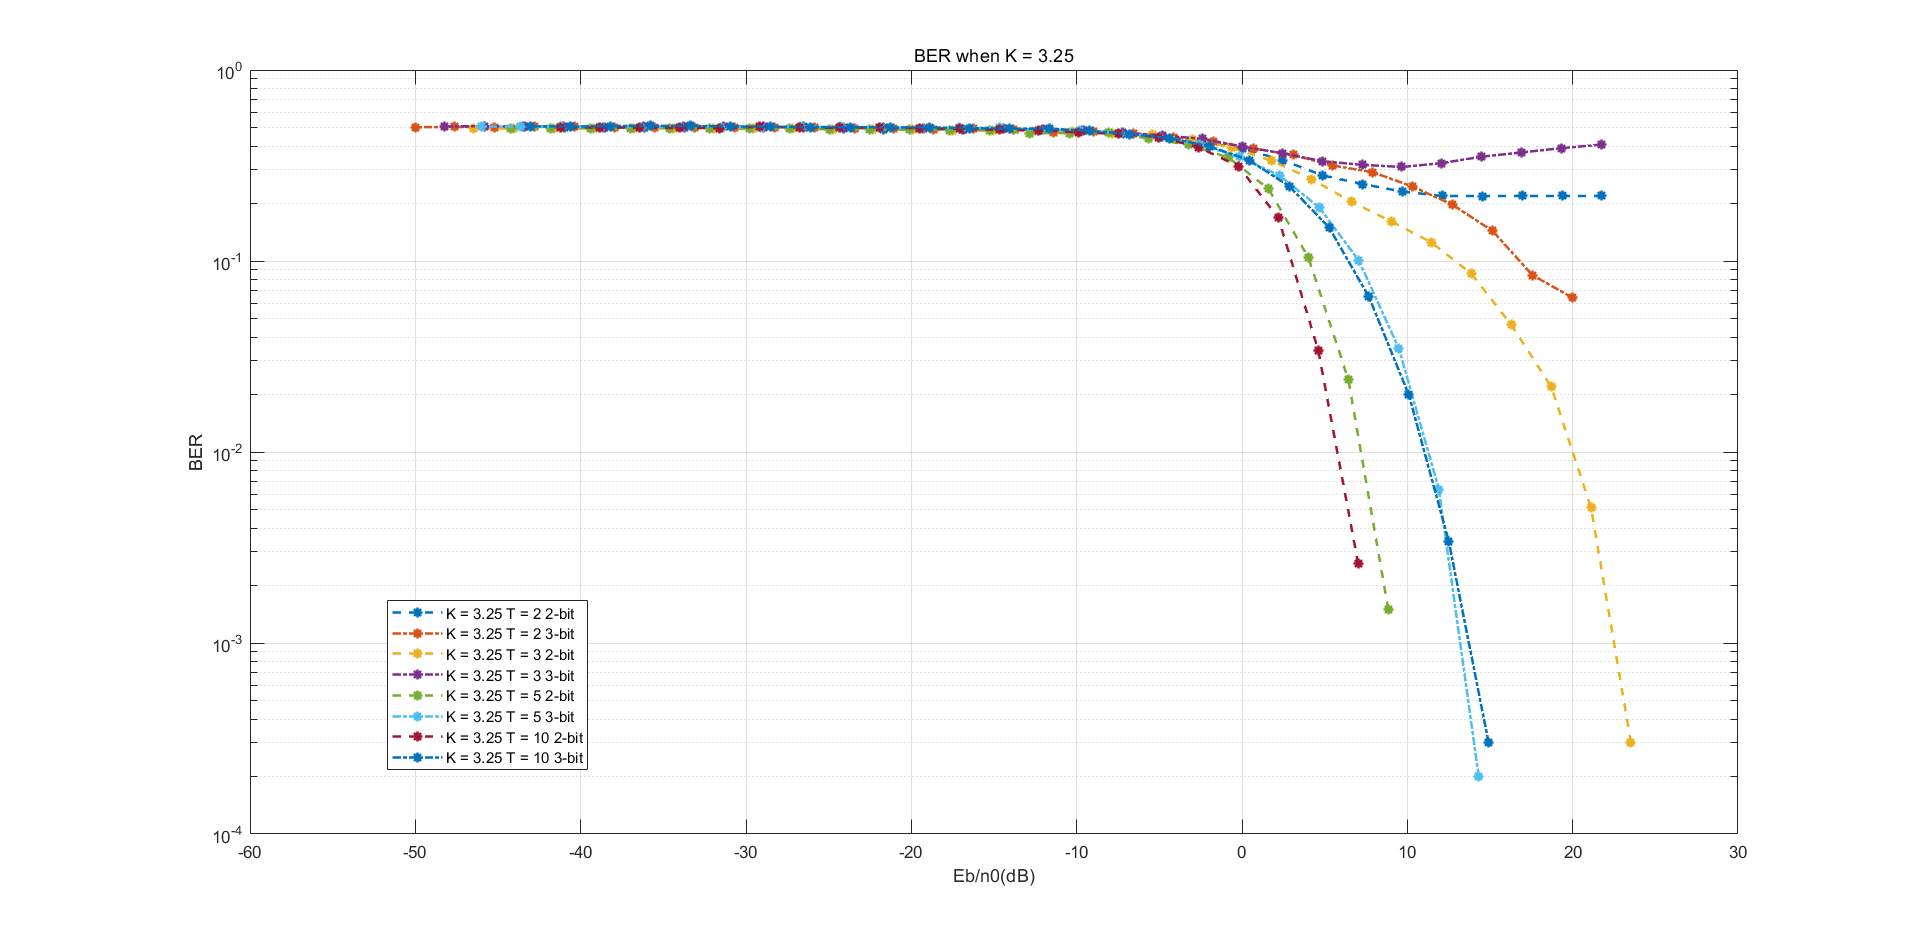 BER when K = 3.25
10^0
10^-1
10^-2
10^-3
10^-4
BER
K = 3.25 T = 2 2-bit
K = 3.25 T = 2 3-bit
K = 3.25 T = 3 2-bit
K = 3.25 T = 3 3-bit
K = 3.25 T = 5 2-bit
K = 3.25 T = 5 3-bit
K = 3.25 T = 10 2-bit
K = 3.25 T = 10 3-bit
-60 -50 -40 -30 -20 -10 0 10 20 30
Eb/n0(dB)